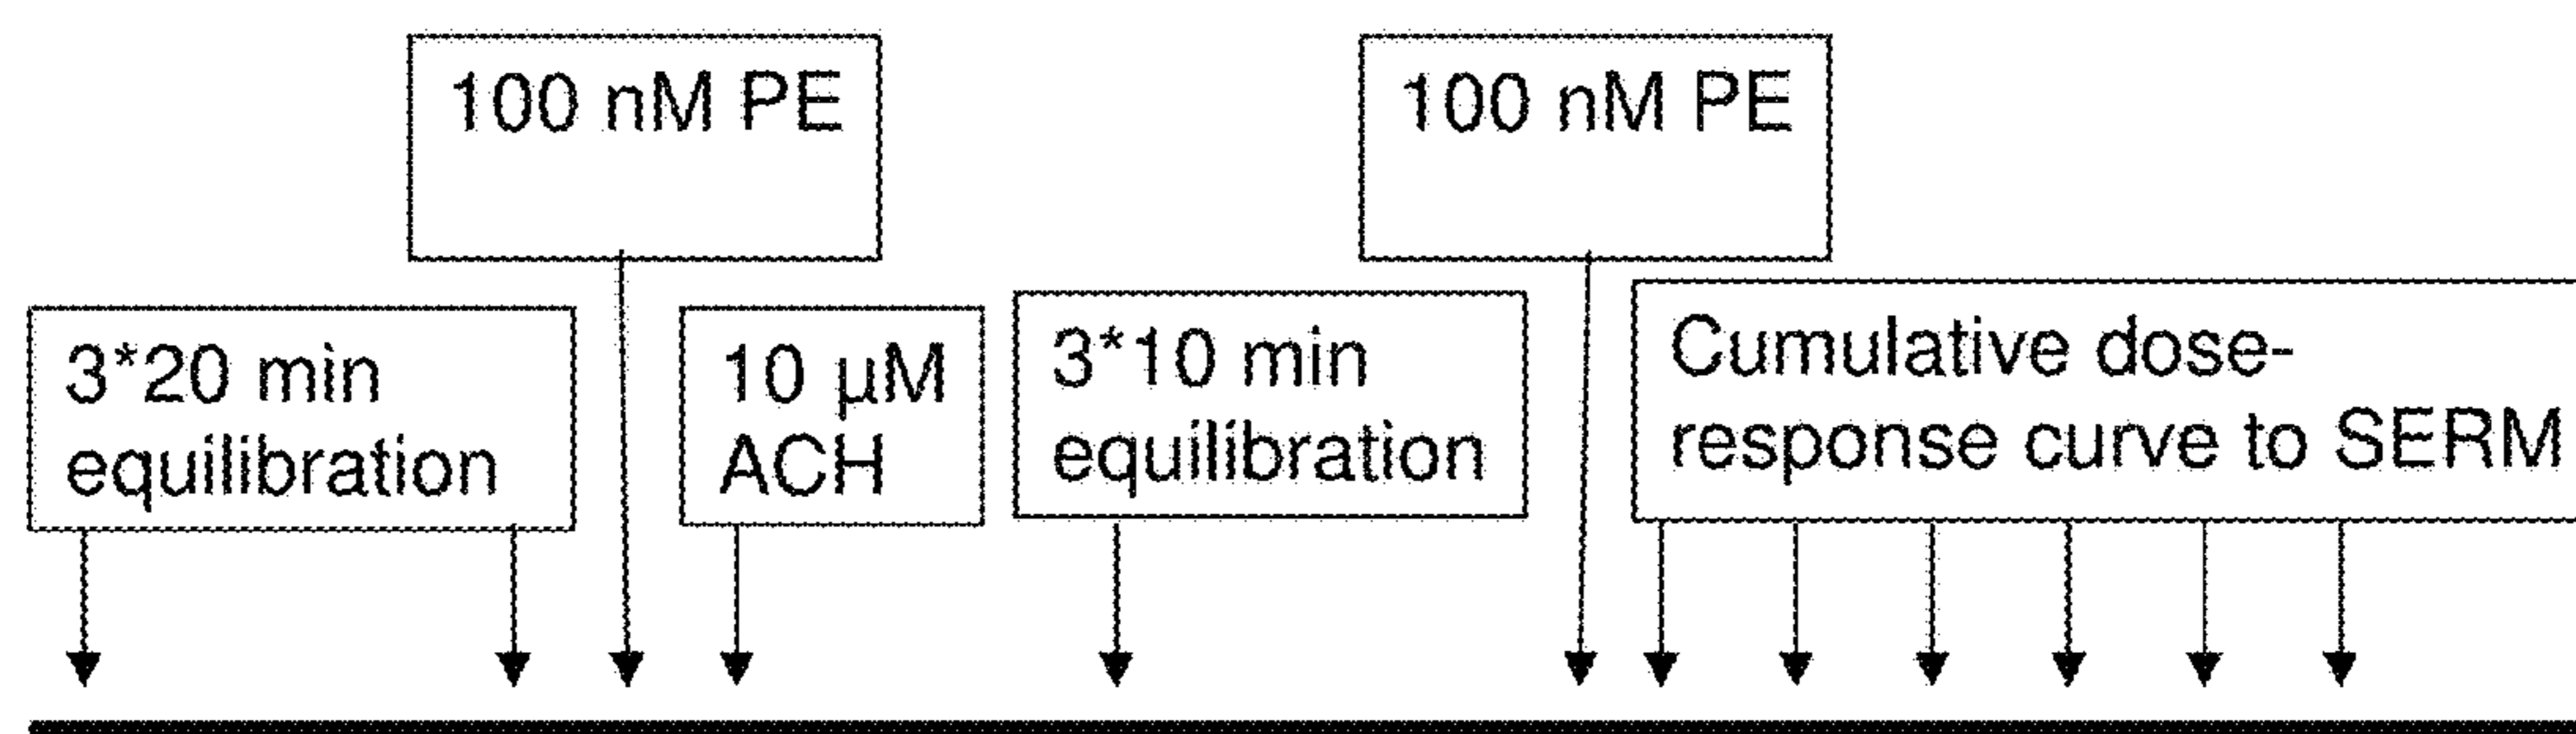 100 nM PE
100 nM PE
3*20 min
equilibration
10 µM
ACH
3*10 min
equilibration
Cumulative dose-
response curve to SERM